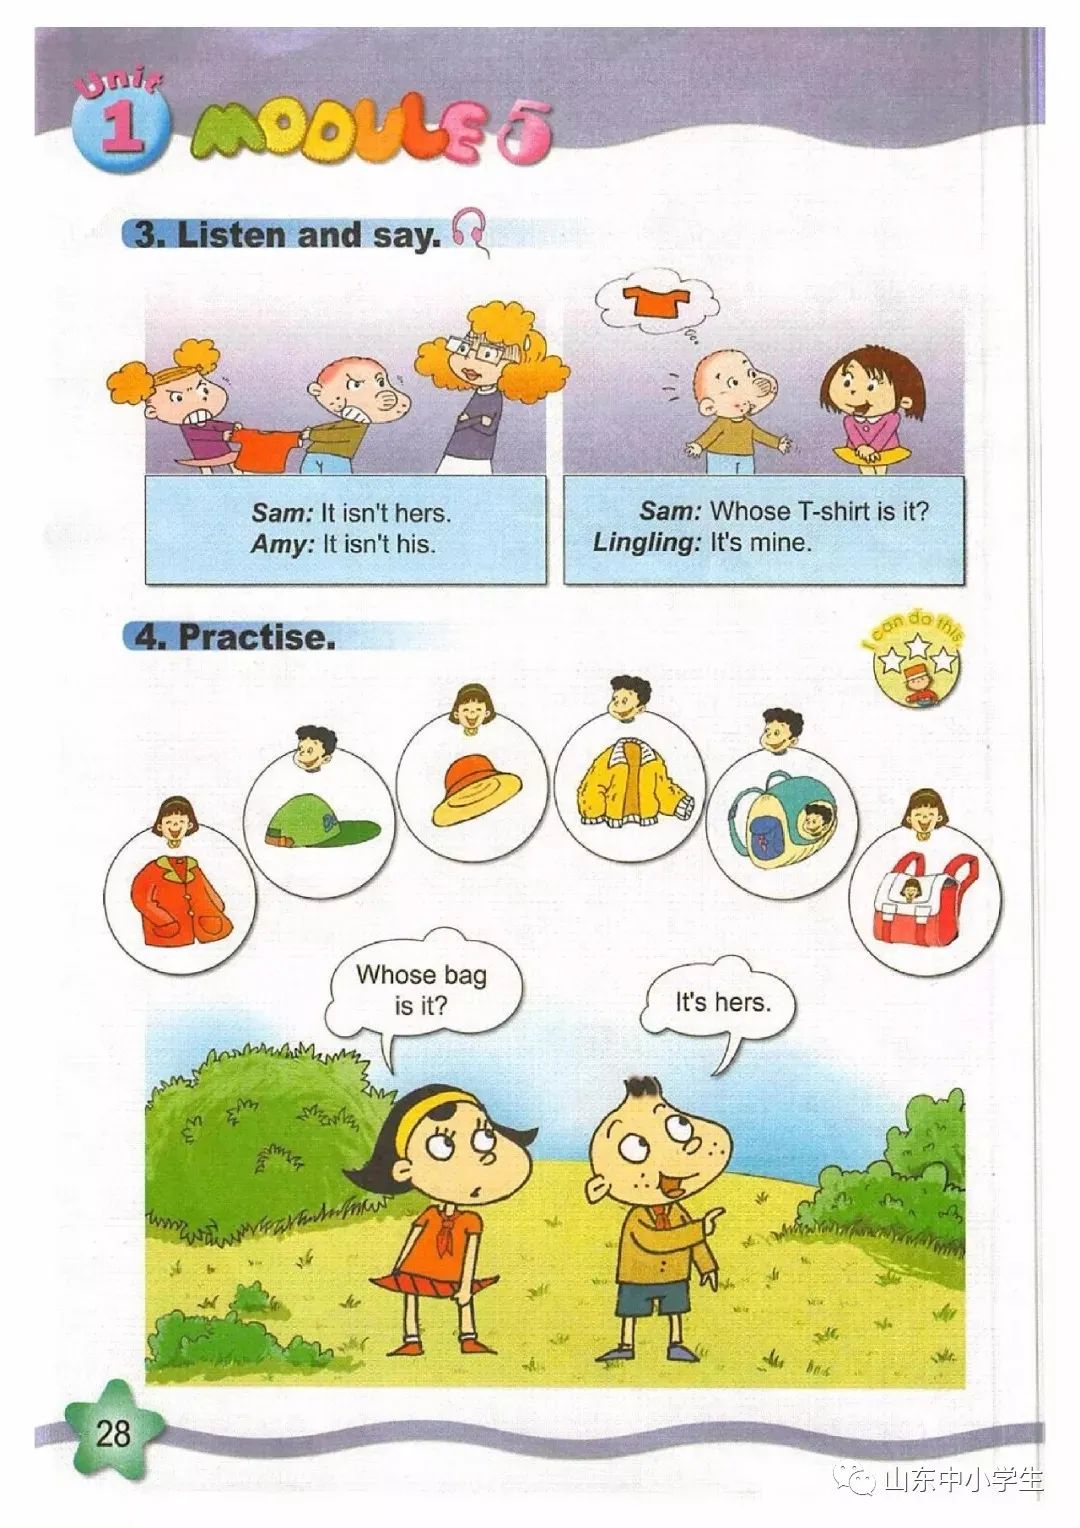 Unit
1
MODULE 5
3. Listen and say.
Sam: It isn't hers.
Amy: It isn't his.
Sam: Whose T-shirt is it?
Lingling: It's mine.
4. Practise.
I can do this.
Whose bag
is it?
It's hers.
28
山东中小学生